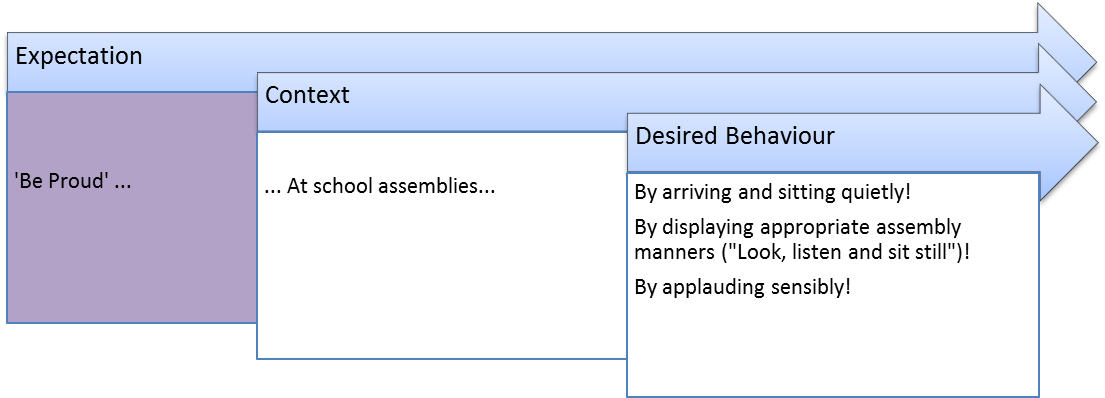 Expectation
Context
Desired Behaviour
'Be Proud' ...
... At school assemblies...
By arriving and sitting quietly!
By displaying appropriate assembly
manners ("Look, listen and sit still")!
By applauding sensibly!